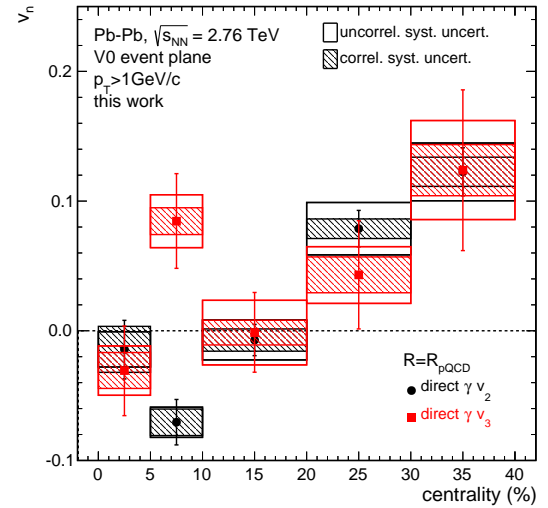 v_n
Pb-Pb, √s_NN = 2.76 TeV
V0 event plane
p_T>1GeV/c
this work
uncorrel. syst. uncert.
correl. syst. uncert.
0.2
0.1
0.0
-0.1
R=R_pQCD
direct γ v_2
direct γ v_3
0 5 10 15 20 25 30 35 40
centrality (%)